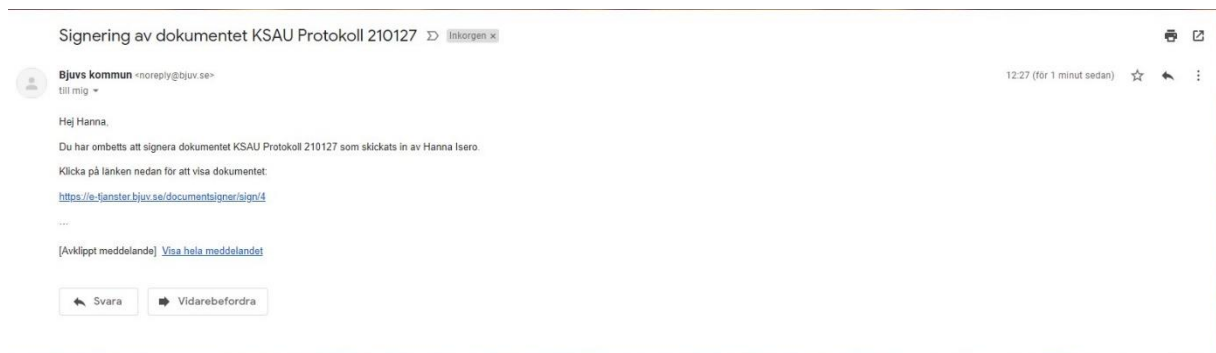 Signering av dokumentet KSAU Protokoll 210127 Inkorgen x
Bjuvs kommun <noreply@bjuv.se> 12:27 (för 1 minut sedan)
till mig
Hej Hanna,
Du har ombetts att signera dokumentet KSAU Protokoll 210127 som skickats in av Hanna Isero.
Klicka på länken nedan för att visa dokumentet:
https://e-tjanster.bjuv.se/documentsigner/sign/4
...
[Avklippt meddelande] Visa hela meddelandet
Svara Vidarebefordra